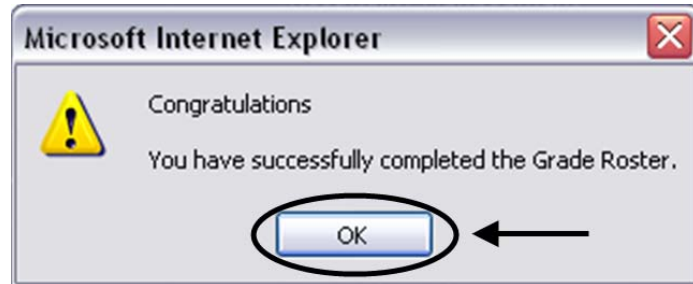 Microsoft Internet Explorer
Congratulations
You have successfully completed the Grade Roster.
OK